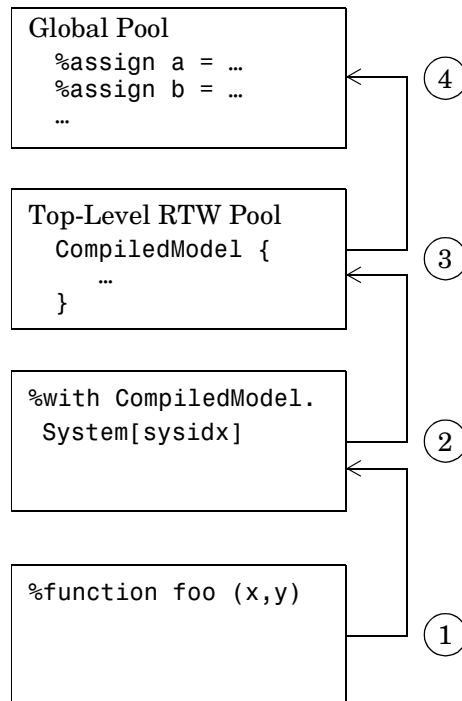 Global Pool
%assign a = …
%assign b = …
…
4
Top-Level RTW Pool
CompiledModel {
…
}
3
%with CompiledModel.
System[sysidx]
2
%function foo (x,y)
1